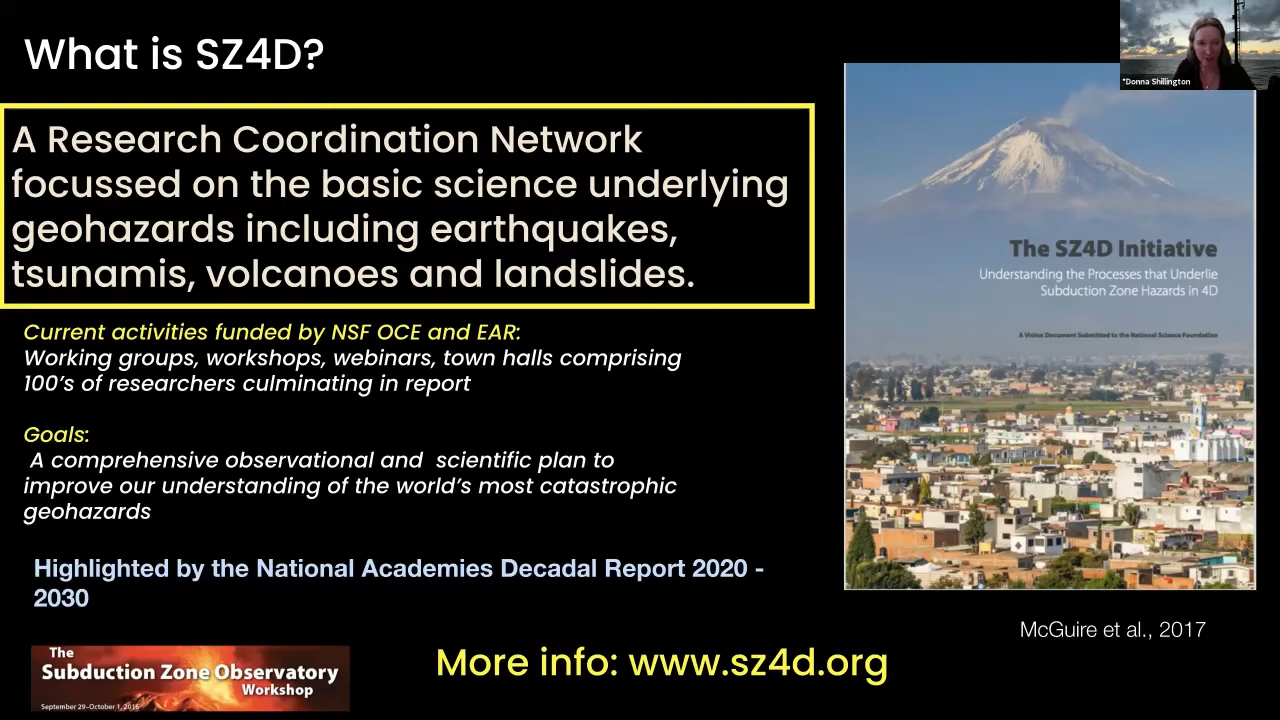 What is SZ4D?
*Donna Shillington
A Research Coordination Network
focussed on the basic science underlying
geohazards including earthquakes,
tsunamis, volcanoes and landslides.
Current activities funded by NSF OCE and EAR:
Working groups, workshops, webinars, town halls comprising
100's of researchers culminating in report
Goals:
A comprehensive observational and scientific plan to
improve our understanding of the world's most catastrophic
geohazards
Highlighted by the National Academies Decadal Report 2020 -
2030
The
Subduction Zone Observatory
Workshop
September 29–October 1, 2016
More info: www.sz4d.org
The SZ4D Initiative
Understanding the Processes that Underlie
Subduction Zone Hazards in 4D
A Vision Document Submitted to the National Science Foundation
McGuire et al., 2017